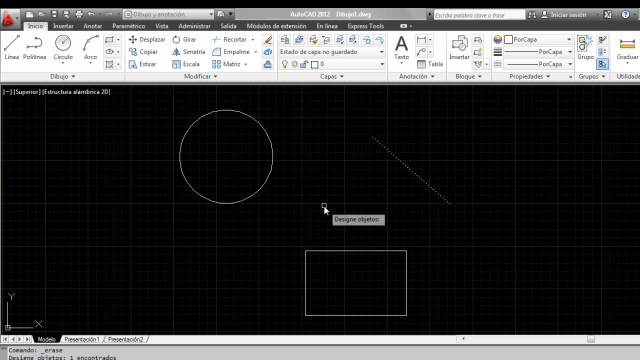 Dibujo y anotación
AutoCAD 2012 - Dibujo1.dwg
Escriba palabra clave o frase
Iniciar sesión
Inicio Insertar Anotar Paramétrico Vista Administrar Salida Módulos de extensión En línea Express Tools
Desplazar Recortar PorCapa
Copiar Simetría Empalme Estado de capa no guardado PorCapa
Línea Polilínea Círculo Arco Estirar Escala Matriz 0 Texto Tabla Insertar PorCapa Grupo Graduar
Dibujo Modificar Capas Anotación Bloque Propiedades Grupos Utilidades
[−] [Superior] [Estructura alámbrica 2D]
Designe objetos:
Y
X
Modelo Presentación1 Presentación2
Comando: _erase
Designe objetos: 1 encontrados